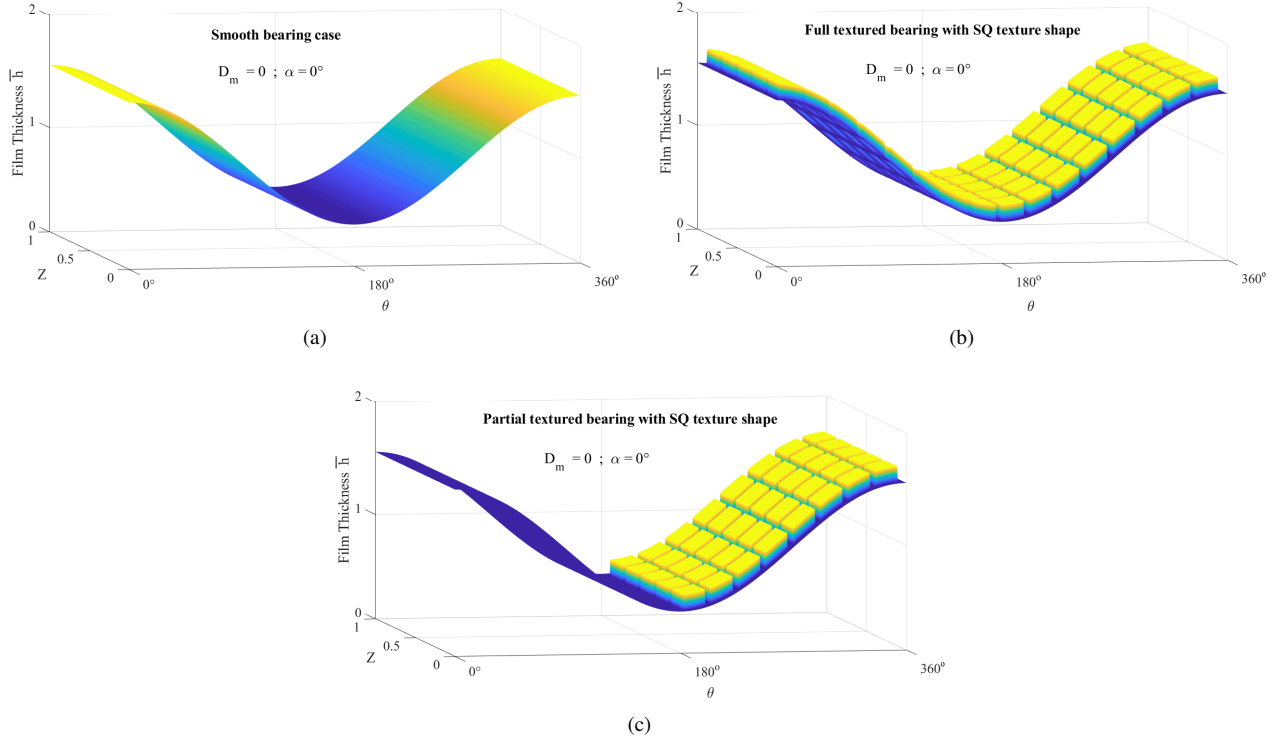 2
Smooth bearing case
D_m = 0 ; α=0°
Film Thickness h̅
1
0
1
0.5
Z
0
0°
180°
θ
360°
(a)
2
Full textured bearing with SQ texture shape
D_m = 0 ; α=0°
Film Thickness h̅
1
0
1
0.5
Z
0
0°
180°
θ
360°
(b)
2
Partial textured bearing with SQ texture shape
D_m = 0 ; α=0°
Film Thickness h̅
1
0
1
0.5
Z
0
0°
180°
θ
360°
(c)